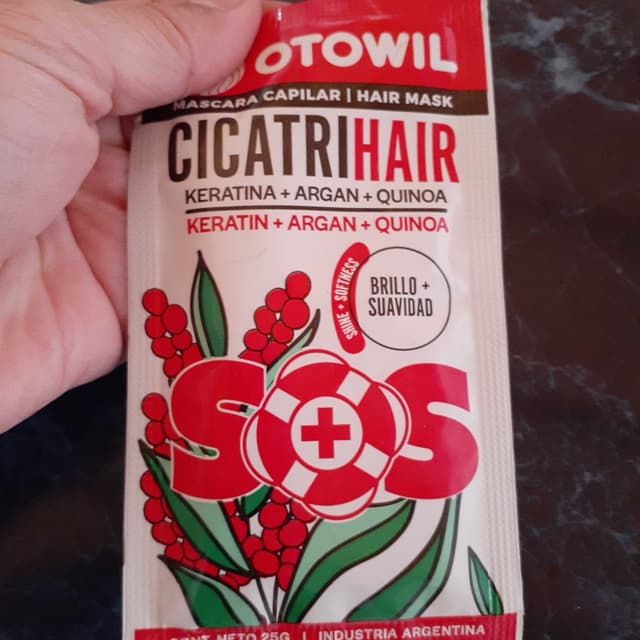 OTOWIL
MASCARA CAPILAR | HAIR MASK
CICATRIHAIR
KERATINA + ARGAN + QUINOA
KERATIN + ARGAN + QUINOA
SHINE + SOFTNESS
BRILLO +
SUAVIDAD
SOS
CONT. NETO 25G | INDUSTRIA ARGENTINA